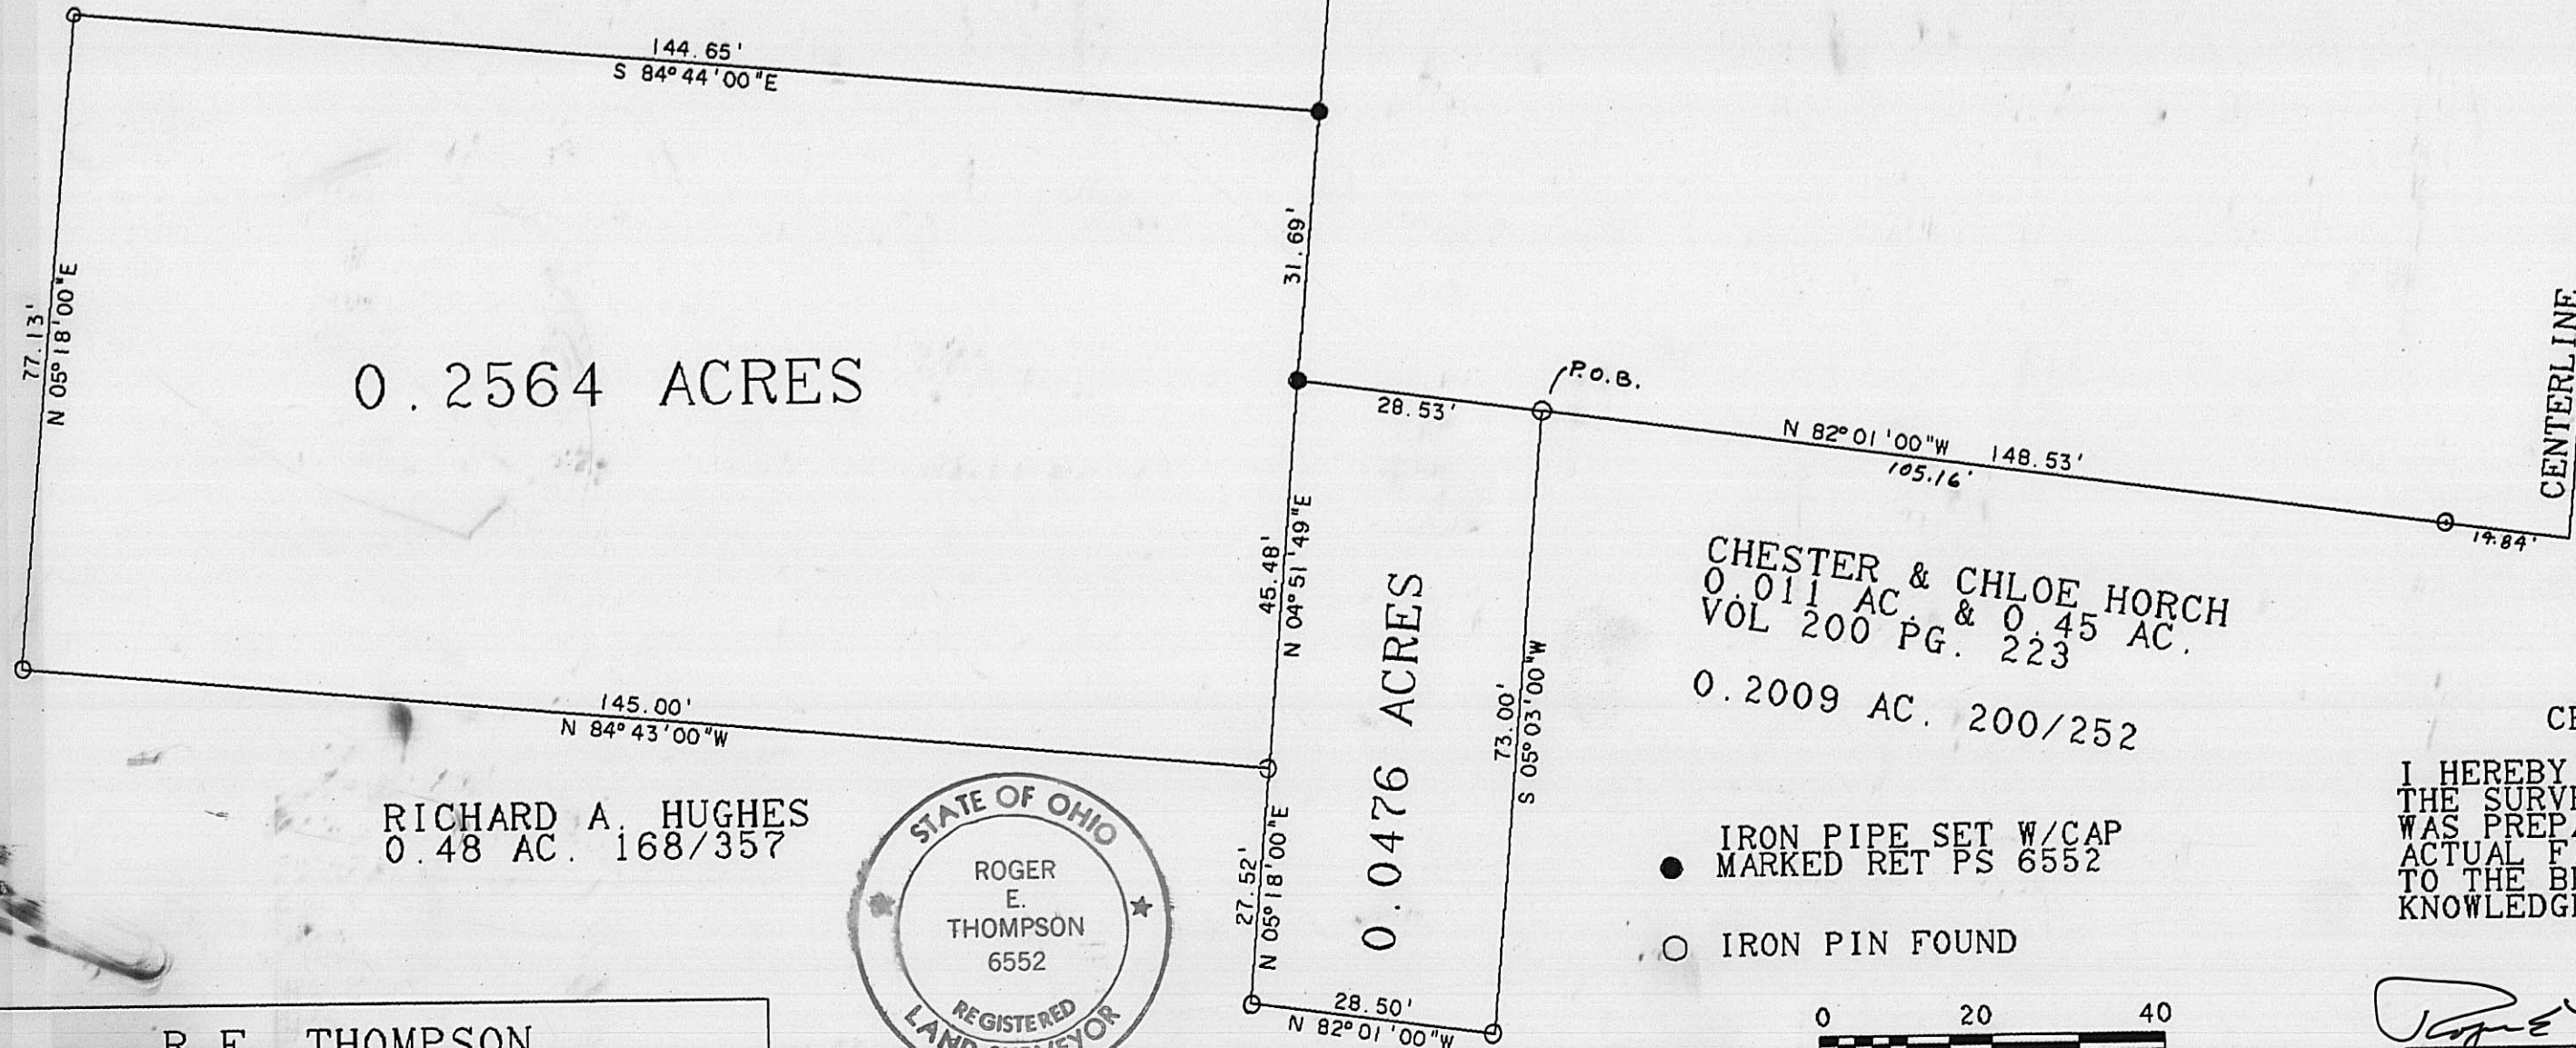 144.65'
S 84°44'00"E
77.13'
N 05°18'00"E
0.2564 ACRES
31.69'
P.O.B.
28.53'
N 82°01'00"W 148.53'
105.16'
14.84'
CENTERLINE
45.48'
N 04°51'49"E
0.0476 ACRES
73.00'
S 05°03'00"W
CHESTER & CHLOE HORCH
0.011 AC. & 0.45 AC.
VOL 200 PG. 223
0.2009 AC. 200/252
145.00'
N 84°43'00"W
RICHARD A. HUGHES
0.48 AC. 168/357
STATE OF OHIO
ROGER
E.
THOMPSON
6552
REGISTERED
LAND SURVEYOR
27.52'
N 05°18'00"E
28.50'
N 82°01'00"W
IRON PIPE SET W/CAP
MARKED RET PS 6552
IRON PIN FOUND
0 20 40
I HEREBY
THE
WAS
ACTUAL
TO THE
R.E. THOMPSON